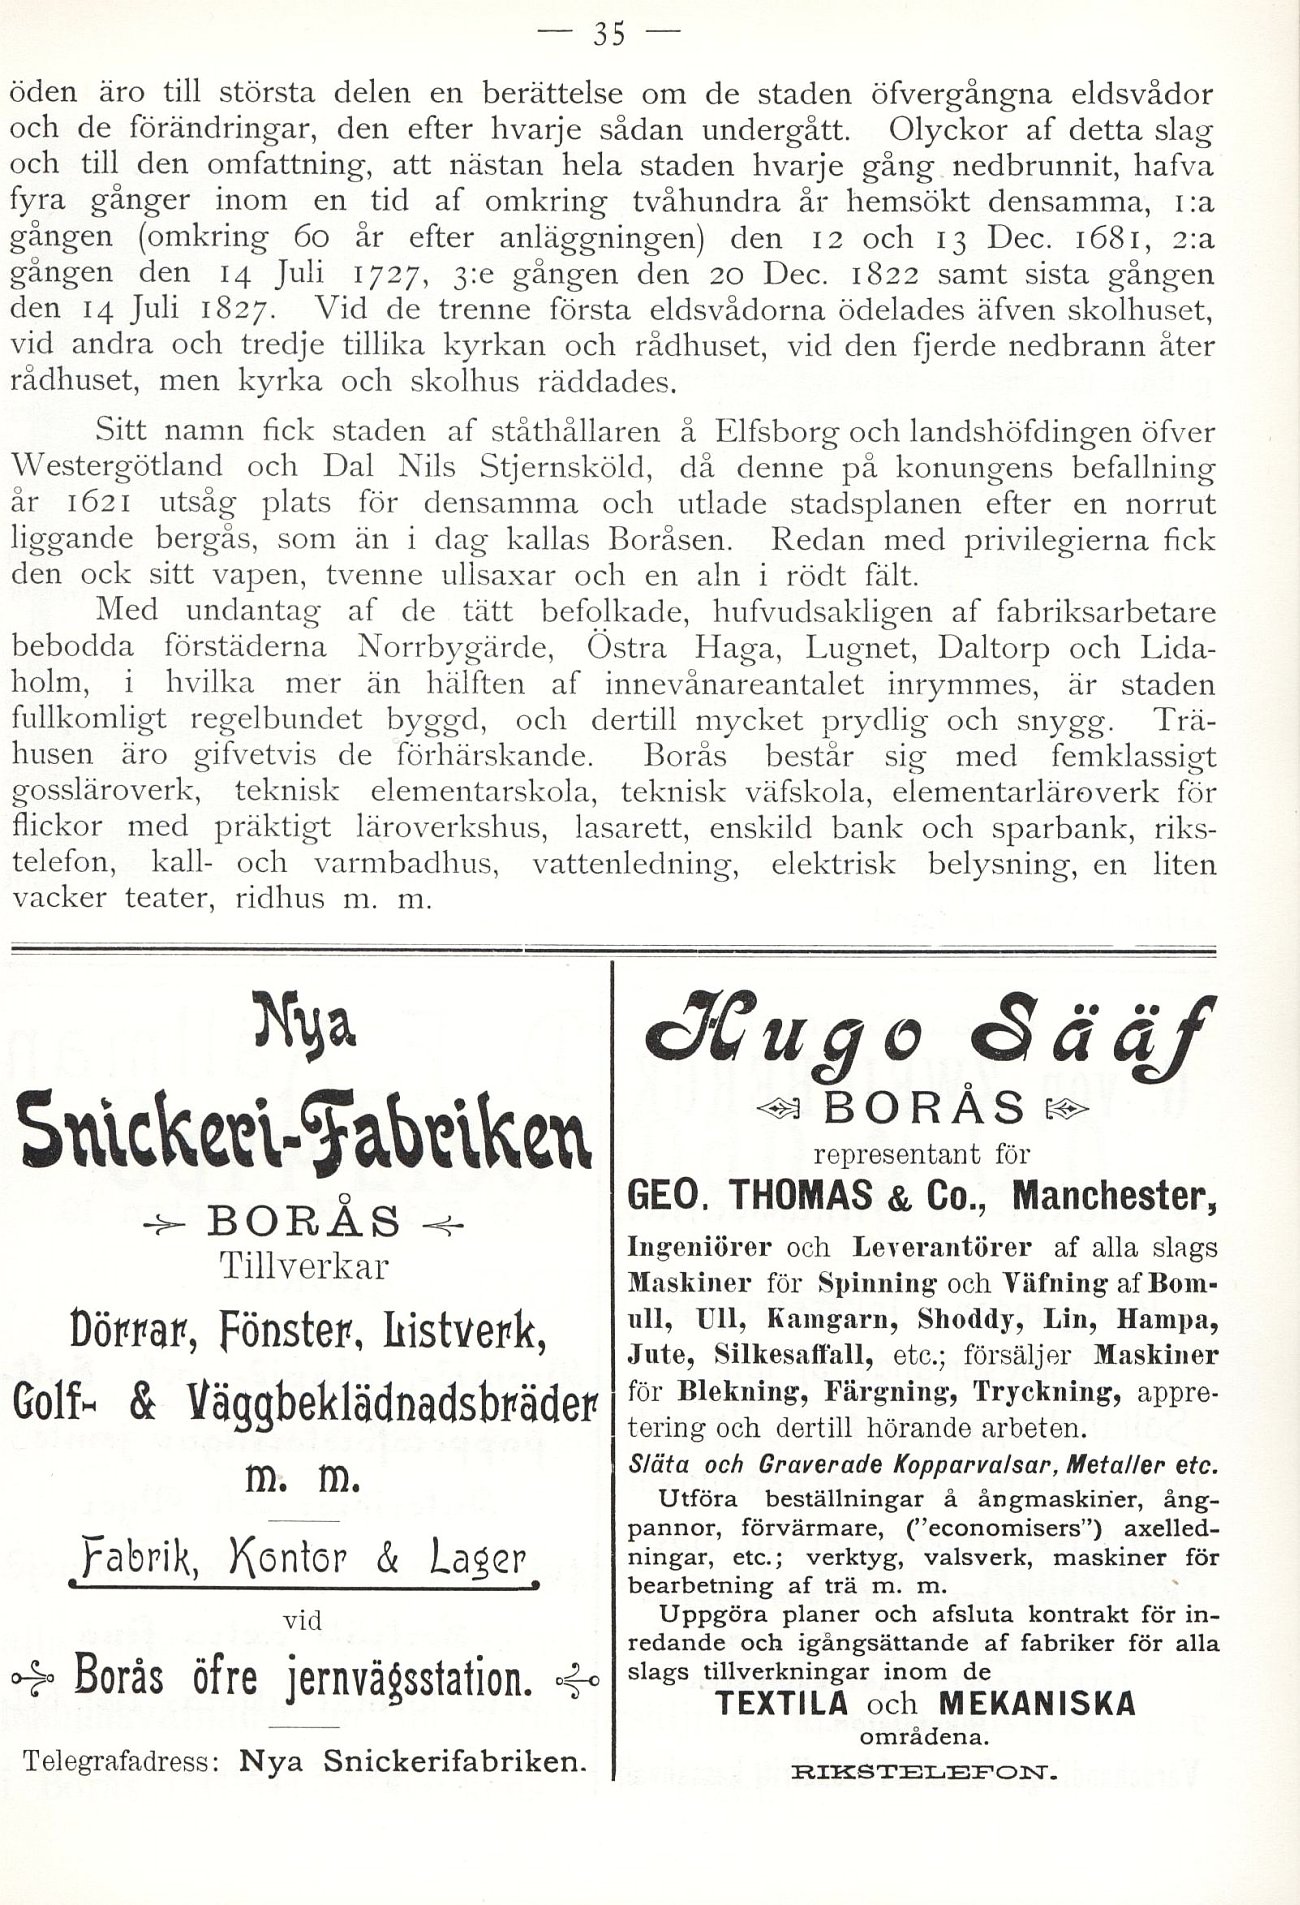 — 35 —
öden äro till största delen en berättelse om de staden öfvergångna eldsvådor
och de förändringar, den efter hvarje sådan undergått. Olyckor af detta slag
och till den omfattning, att nästan hela staden hvarje gång nedbrunnit, hafva
fyra gånger inom en tid af omkring tvåhundra år hemsökt densamma, 1:a
gången (omkring 60 år efter anläggningen) den 12 och 13 Dec. 1681, 2:a
gången den 14 Juli 1727, 3:e gången den 20 Dec. 1822 samt sista gången
den 14 Juli 1827. Vid de trenne första eldsvådorna ödelades äfven skolhuset,
vid andra och tredje tillika kyrkan och rådhuset, vid den fjerde nedbrann åter
rådhuset, men kyrka och skolhus räddades.
Sitt namn fick staden af ståthållaren å Elfsborg och landshöfdingen öfver
Westergötland och Dal Nils Stjernsköld, då denne på konungens befallning
år 1621 utsåg plats för densamma och utlade stadsplanen efter en norrut
liggande bergås, som än i dag kallas Boråsen. Redan med privilegierna fick
den ock sitt vapen, tvenne ullsaxar och en aln i rödt fält.
Med undantag af de tätt befolkade, hufvudsakligen af fabriksarbetare
bebodda förstäderna Norrbygärde, Östra Haga, Lugnet, Daltorp och Lida-
holm, i hvilka mer än hälften af innevånareantalet inrymmes, är staden
fullkomligt regelbundet byggd, och dertill mycket prydlig och snygg. Trä-
husen äro gifvetvis de förhärskande. Borås består sig med femklassigt
gossläroverk, teknisk elementarskola, teknisk väfskola, elementarläroverk för
flickor med präktigt läroverkshus, lasarett, enskild bank och sparbank, riks-
telefon, kall- och varmbadhus, vattenledning, elektrisk belysning, en liten
vacker teater, ridhus m. m.
Nya
Snickeri-Fabriken
BORÅS
Tillverkar
Dörrar, Fönster, Listverk,
Golf- & Väggbeklädnadsbräder
m. m.
Fabrik, Kontor & Lager
vid
Borås öfre jernvägsstation.
Telegrafadress: Nya Snickerifabriken.
Hugo Sääf
BORÅS
representant för
GEO. THOMAS & Co., Manchester,
Ingeniörer och Leverantörer af alla slags
Maskiner för Spinning och Väfning af Bom-
ull, Ull, Kamgarn, Shoddy, Lin, Hampa,
Jute, Silkesaffall, etc.; försäljer Maskiner
för Blekning, Färgning, Tryckning, appre-
tering och dertill hörande arbeten.
Släta och Graverade Kopparvalsar, Metaller etc.
Utföra beställningar å ångmaskiner, ång-
pannor, förvärmare, ("economisers") axelled-
ningar, etc.; verktyg, valsverk, maskiner för
bearbetning af trä m. m.
Uppgöra planer och afsluta kontrakt för in-
redande och igångsättande af fabriker för alla
slags tillverkningar inom de
TEXTILA och MEKANISKA
områdena.
RIKSTELEFON.